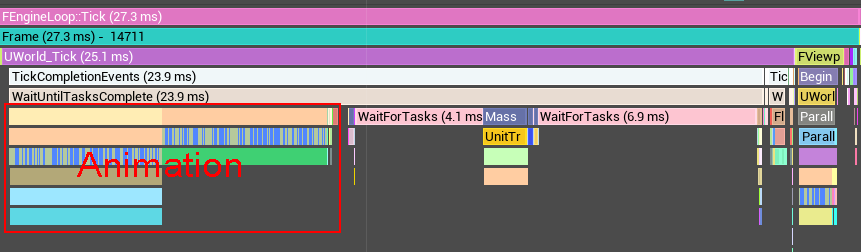 FEngineLoop::Tick (27.3 ms)
Frame (27.3 ms) - 14711
UWorld_Tick (25.1 ms) FViewp
TickCompletionEvents (23.9 ms) Tic Begin
WaitUntilTasksComplete (23.9 ms) W UWorl
WaitForTasks (4.1 ms Mass WaitForTasks (6.9 ms) Fl Parall
UnitTr Parall
Animation